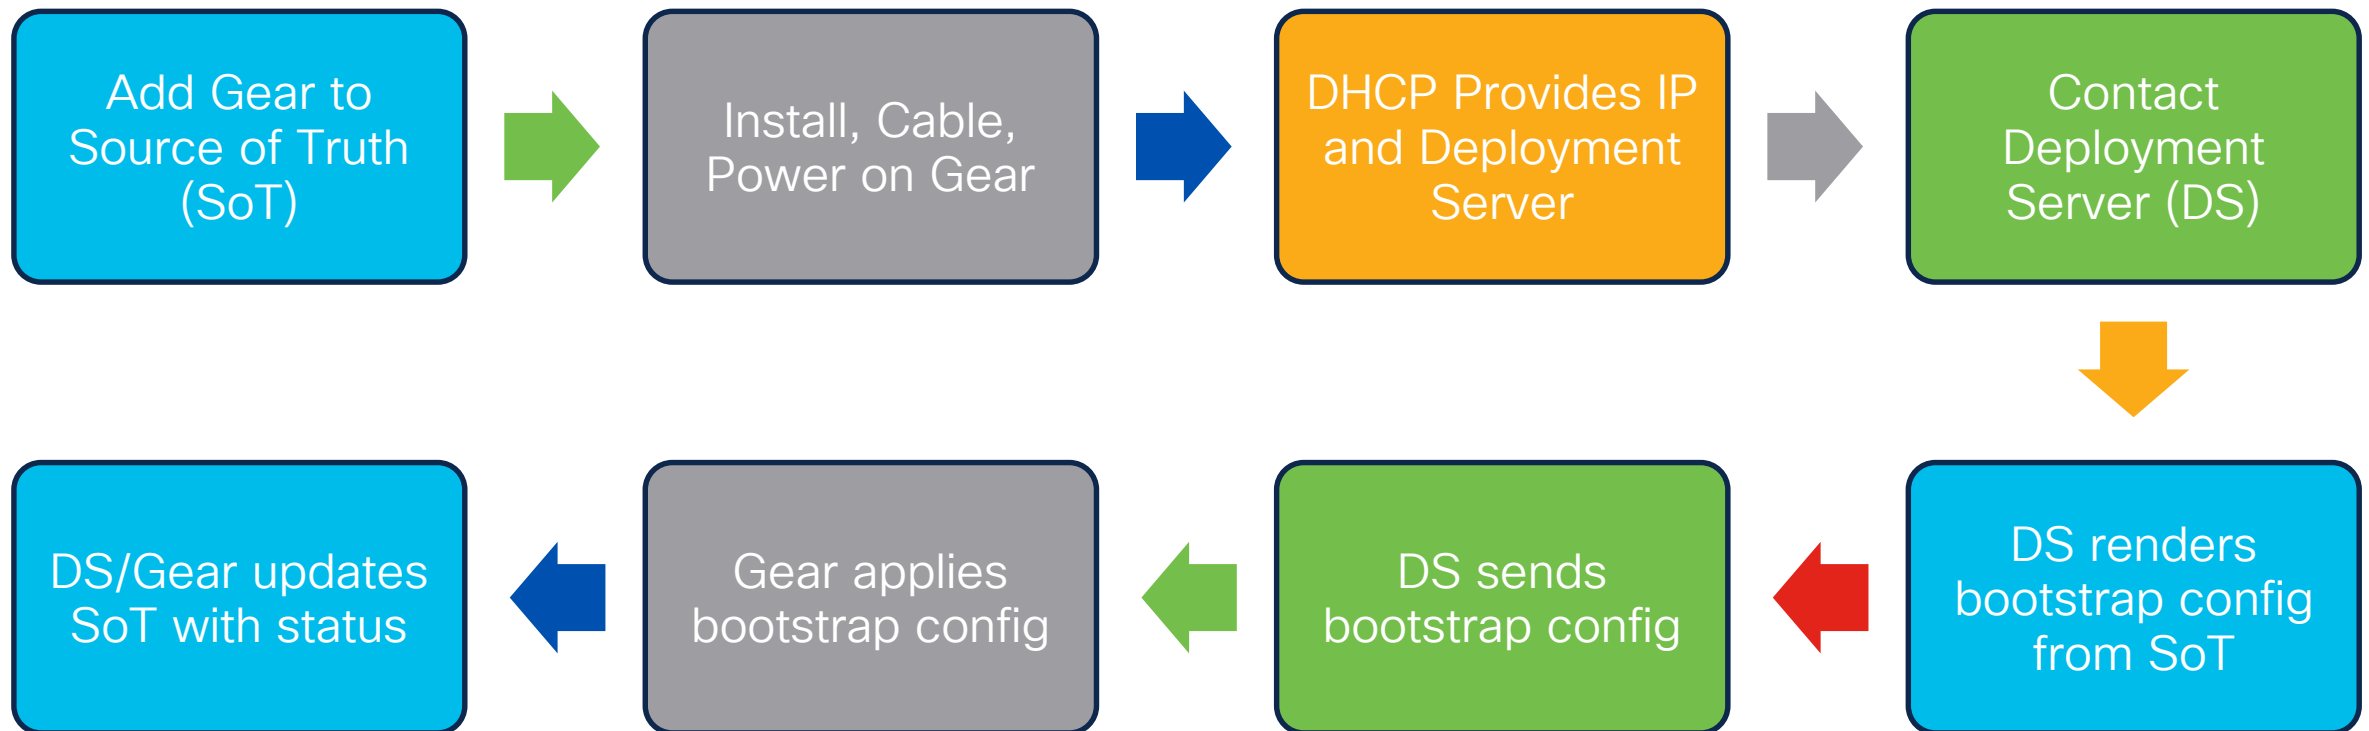 Add Gear to
Source of Truth
(SoT)
Install, Cable,
Power on Gear
DHCP Provides IP
and Deployment
Server
Contact
Deployment
Server (DS)
DS renders
bootstrap config
from SoT
DS sends
bootstrap config
Gear applies
bootstrap config
DS/Gear updates
SoT with status